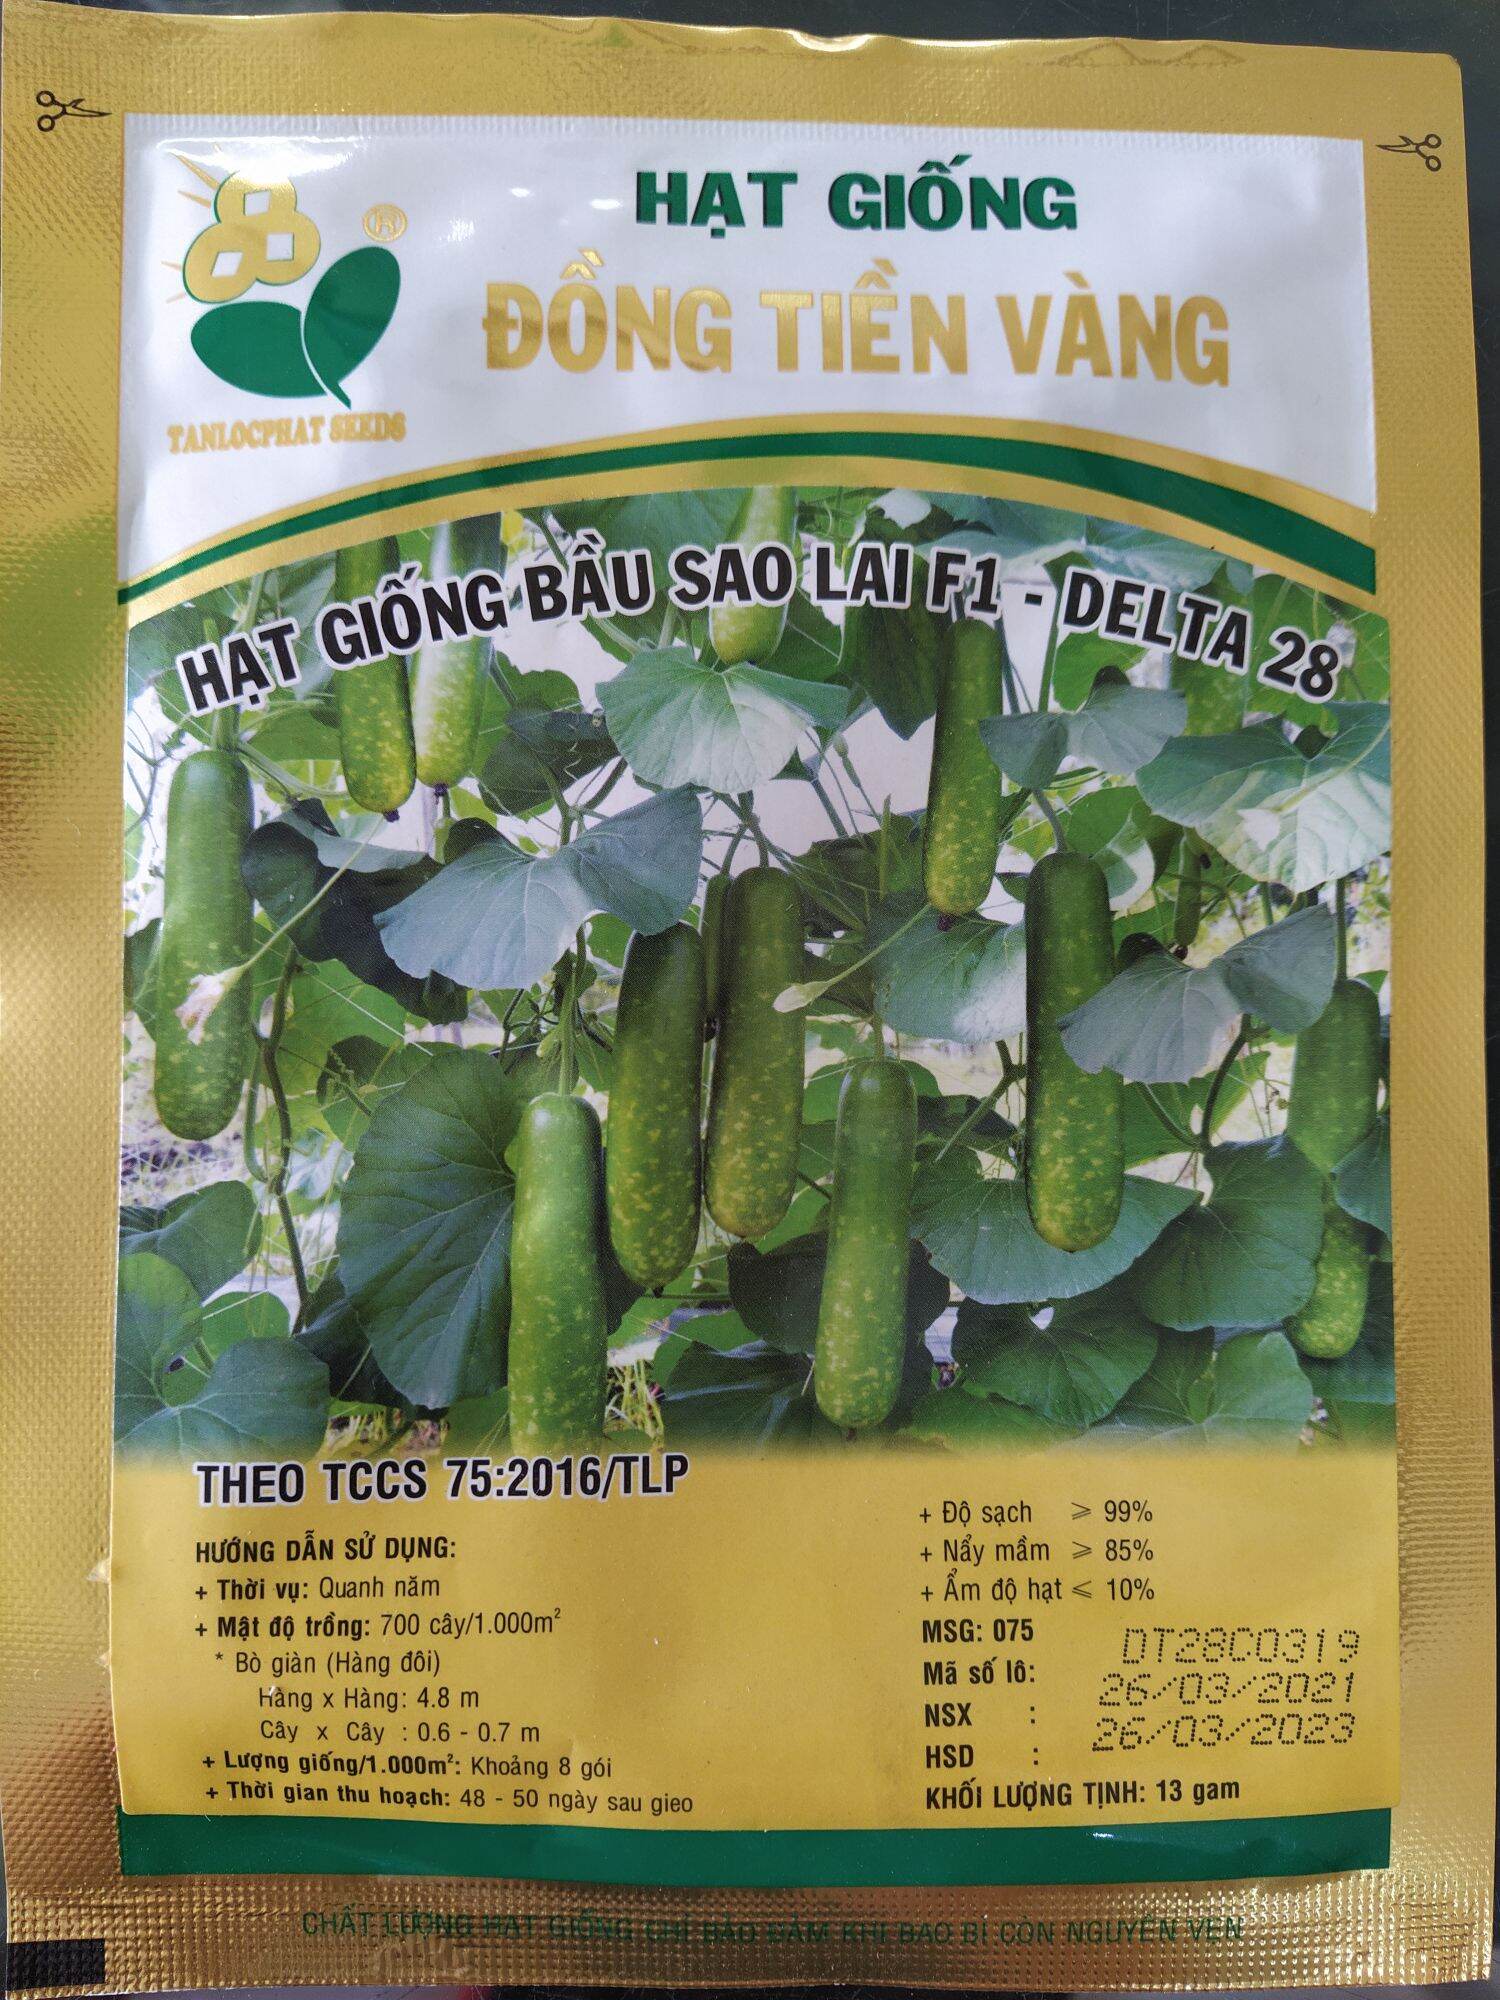 HẠT GIỐNG
ĐỒNG TIỀN VÀNG
®
TANLOCPHAT SEEDS
HẠT GIỐNG BẦU SAO LAI F1 - DELTA 28
THEO TCCS 75:2016/TLP
HƯỚNG DẪN SỬ DỤNG:
+ Thời vụ: Quanh năm
+ Mật độ trồng: 700 cây/1.000m²
* Bò giàn (Hàng đôi)
Hàng x Hàng: 4.8 m
Cây x Cây : 0.6 - 0.7 m
+ Lượng giống/1.000m²: Khoảng 8 gói
+ Thời gian thu hoạch: 48 - 50 ngày sau gieo
+ Độ sạch ⩾ 99%
+ Nẩy mầm ⩾ 85%
+ Ẩm độ hạt ⩽ 10%
MSG: 075
Mã số lô: DT28C0319
NSX : 26/03/2021
HSD : 26/03/2023
KHỐI LƯỢNG TỊNH: 13 gam
CHẤT LƯỢNG HẠT GIỐNG CHỈ BẢO ĐẢM KHI BAO BÌ CÒN NGUYÊN VẸN